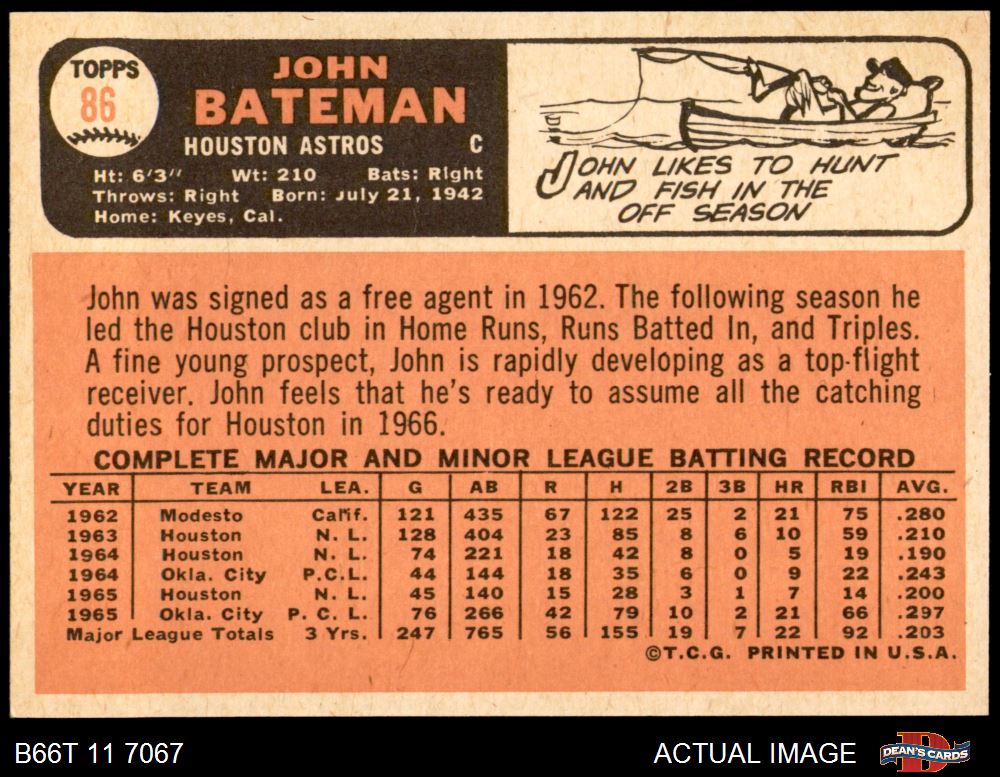 TOPPS
86
JOHN
BATEMAN
HOUSTON ASTROS C
Ht: 6'3" Wt: 210 Bats: Right
Throws: Right Born: July 21, 1942
Home: Keyes, Cal.
JOHN LIKES TO HUNT
AND FISH IN THE
OFF SEASON
John was signed as a free agent in 1962. The following season he
led the Houston club in Home Runs, Runs Batted In, and Triples.
A fine young prospect, John is rapidly developing as a top-flight
receiver. John feels that he's ready to assume all the catching
duties for Houston in 1966.
COMPLETE MAJOR AND MINOR LEAGUE BATTING RECORD
YEAR TEAM LEA. G AB R H 2B 3B HR RBI AVG.
1962 Modesto Calif. 121 435 67 122 25 2 21 75 .280
1963 Houston N. L. 128 404 23 85 8 6 10 59 .210
1964 Houston N. L. 74 221 18 42 8 0 5 19 .190
1964 Okla. City P.C.L. 44 144 18 35 6 0 9 22 .243
1965 Houston N. L. 45 140 15 28 3 1 7 14 .200
1965 Okla. City P. C. L. 76 266 42 79 10 2 21 66 .297
Major League Totals 3 Yrs. 247 765 56 155 19 7 22 92 .203
©T.C.G. PRINTED IN U.S.A.
B66T 11 7067 ACTUAL IMAGE DEAN'S CARDS